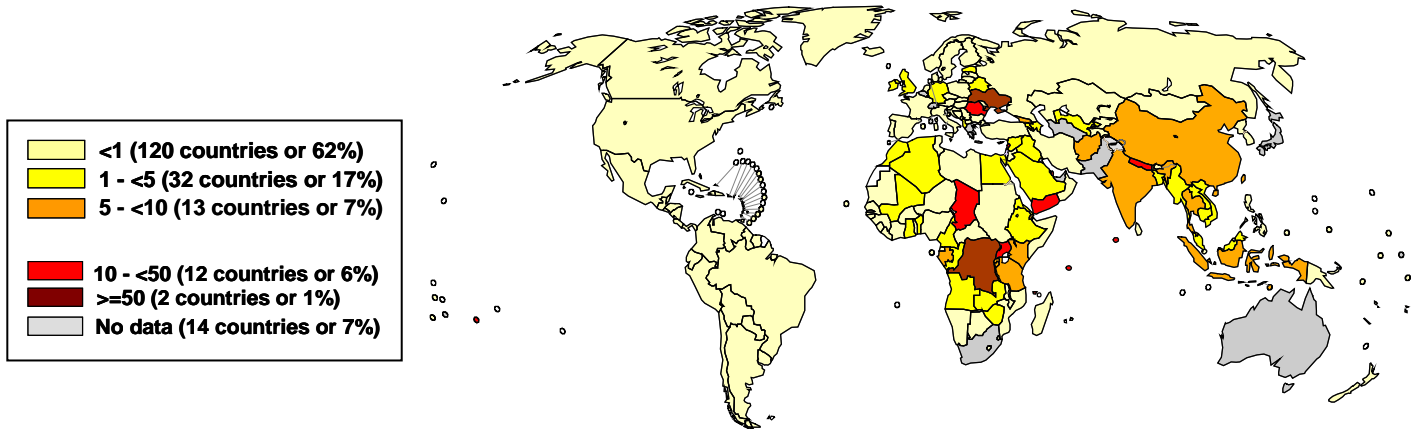 <1 (120 countries or 62%)
1 - <5 (32 countries or 17%)
5 - <10 (13 countries or 7%)
10 - <50 (12 countries or 6%)
>=50 (2 countries or 1%)
No data (14 countries or 7%)